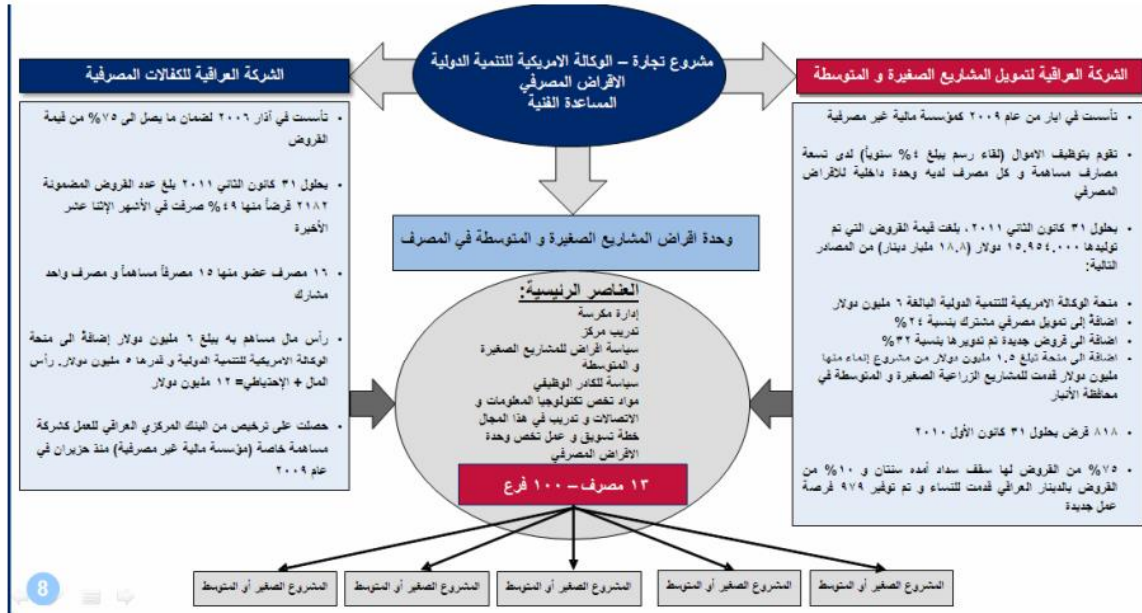 مشروع تجارة – الوكالة الامريكية للتنمية الدولية
الاقراض المصرفي
المساعدة الفنية
الشركة العراقية لتمويل المشاريع الصغيرة و المتوسطة
تأسست في ايار من عام ٢٠٠٩ كمؤسسة مالية غير مصرفية
تقوم بتوظيف الاموال (لقاء رسم يبلغ ٤% سنوياً) لدى تسعة
مصارف مساهمة و كل مصرف لديه وحدة داخلية للاقراض
المصرفي
بحلول ٣١ كانون الثاني ٢٠١١، بلغت قيمة القروض التي تم
توليدها ١٥.٩٥٤.٠٠٠ دولار (١٨.٨ مليار دينار) من المصادر
التالية:
منحة الوكالة الامريكية للتنمية الدولية البالغة ٦ مليون دولار
اضافة إلى تمويل مصرفي مشترك بنسبة ٢٤%
اضافة الى قروض جديدة تم تدويرها بنسبة ٣٢%
اضافة الى منحة تبلغ ١.٥ مليون دولار من مشروع إنماء منها
مليون دولار قدمت للمشاريع الزراعية الصغيرة و المتوسطة في
محافظة الأنبار
٨١٨ قرض بحلول ٣١ كانون الأول ٢٠١٠
٧٥% من القروض لها سقف سداد أمده سنتان و ١٠% من
القروض بالدينار العراقي قدمت للنساء و تم توفير ٩٧٩ فرصة
عمل جديدة
الشركة العراقية للكفالات المصرفية
تأسست في آذار ٢٠٠٦ لضمان ما يصل الى ٧٥% من قيمة
القروض
بحلول ٣١ كانون الثاني ٢٠١١ بلغ عدد القروض المضمونة
٢١٨٢ قرضاً منها ٤٩% صرفت في الأشهر الإثنا عشر
الأخيرة
١٦ مصرف عضو منها ١٥ مصرفاً مساهماً و مصرف واحد
مشارك
رأس مال مساهم به يبلغ ٦ مليون دولار إضافةً الى منحة
الوكالة الامريكية للتنمية الدولية و قدرها ٥ مليون دولار. رأس
المال + الإحتياطي= ١٢ مليون دولار
حصلت على ترخيص من البنك المركزي العراقي للعمل كشركة
مساهمة خاصة (مؤسسة مالية غير مصرفية) منذ حزيران في
عام ٢٠٠٩
وحدة اقراض المشاريع الصغيرة و المتوسطة في المصرف
العناصر الرئيسية:
إدارة مكرسة
تدريب مركز
سياسة اقراض للمشاريع الصغيرة
و المتوسطة
سياسة للكادر الوظيفي
مواد تخص تكنولوجيا المعلومات و
الاتصالات و تدريب في هذا المجال
خطة تسويق و عمل تخص وحدة
الاقراض المصرفي
١٣ مصرف – ١٠٠ فرع
المشروع الصغير أو المتوسط
المشروع الصغير أو المتوسط
المشروع الصغير أو المتوسط
المشروع الصغير أو المتوسط
المشروع الصغير أو المتوسط
8